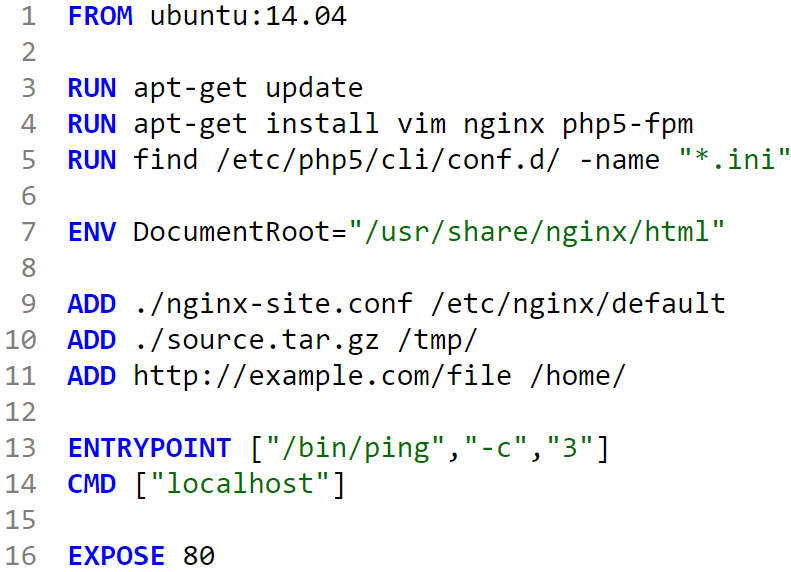 1 FROM ubuntu:14.04
2
3 RUN apt-get update
4 RUN apt-get install vim nginx php5-fpm
5 RUN find /etc/php5/cli/conf.d/ -name "*.ini"
6
7 ENV DocumentRoot="/usr/share/nginx/html"
8
9 ADD ./nginx-site.conf /etc/nginx/default
10 ADD ./source.tar.gz /tmp/
11 ADD http://example.com/file /home/
12
13 ENTRYPOINT ["/bin/ping","-c","3"]
14 CMD ["localhost"]
15
16 EXPOSE 80